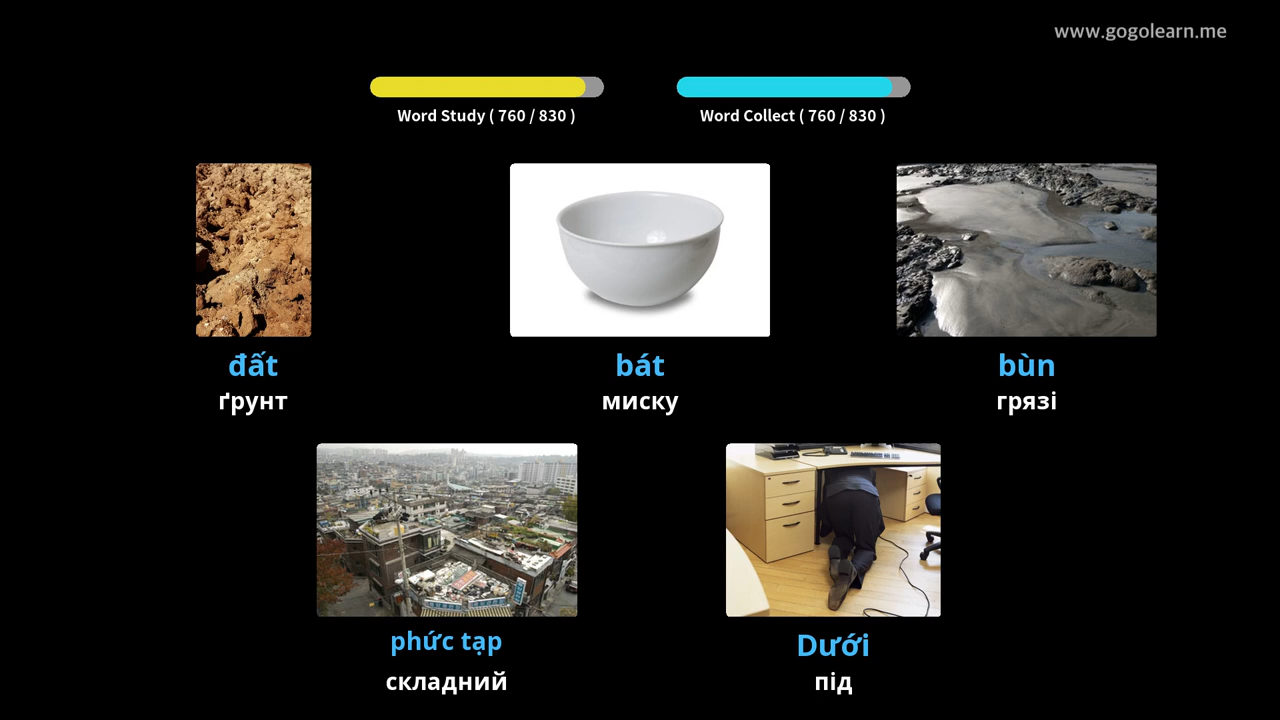 www.gogolearn.me
Word Study ( 760 / 830 )
Word Collect ( 760 / 830 )
đất
ґрунт
bát
миску
bùn
грязі
phức tạp
складний
Dưới
під